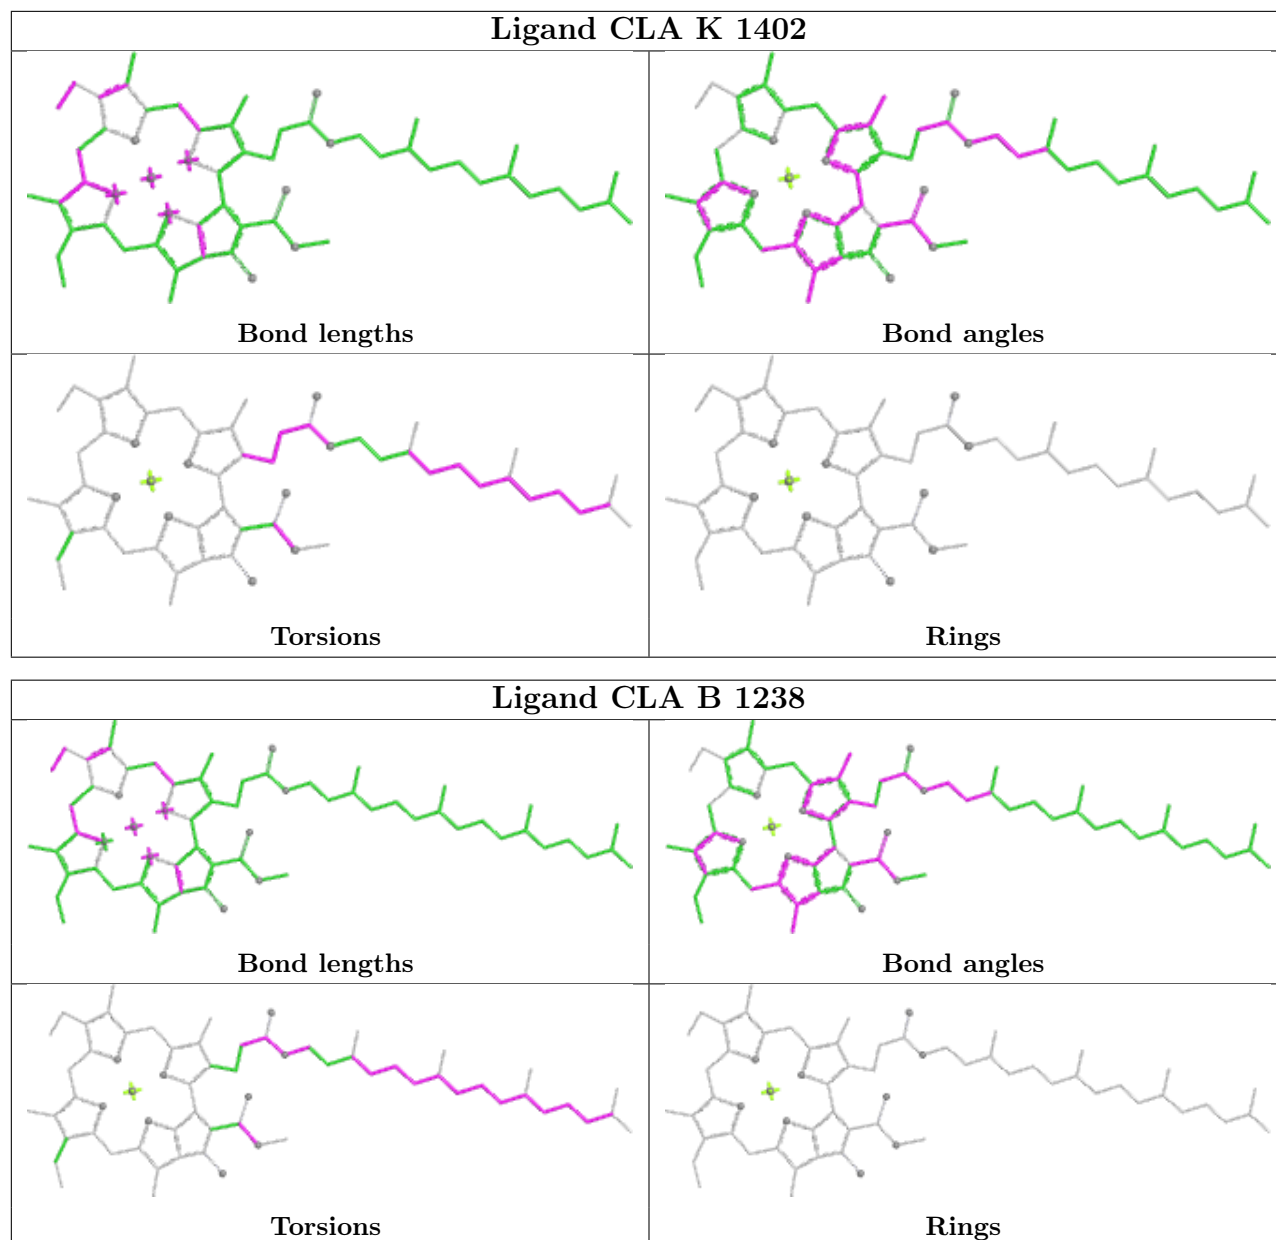 Ligand CLA K 1402
Bond lengths
Bond angles
Torsions
Rings
Ligand CLA B 1238
Bond lengths
Bond angles
Torsions
Rings